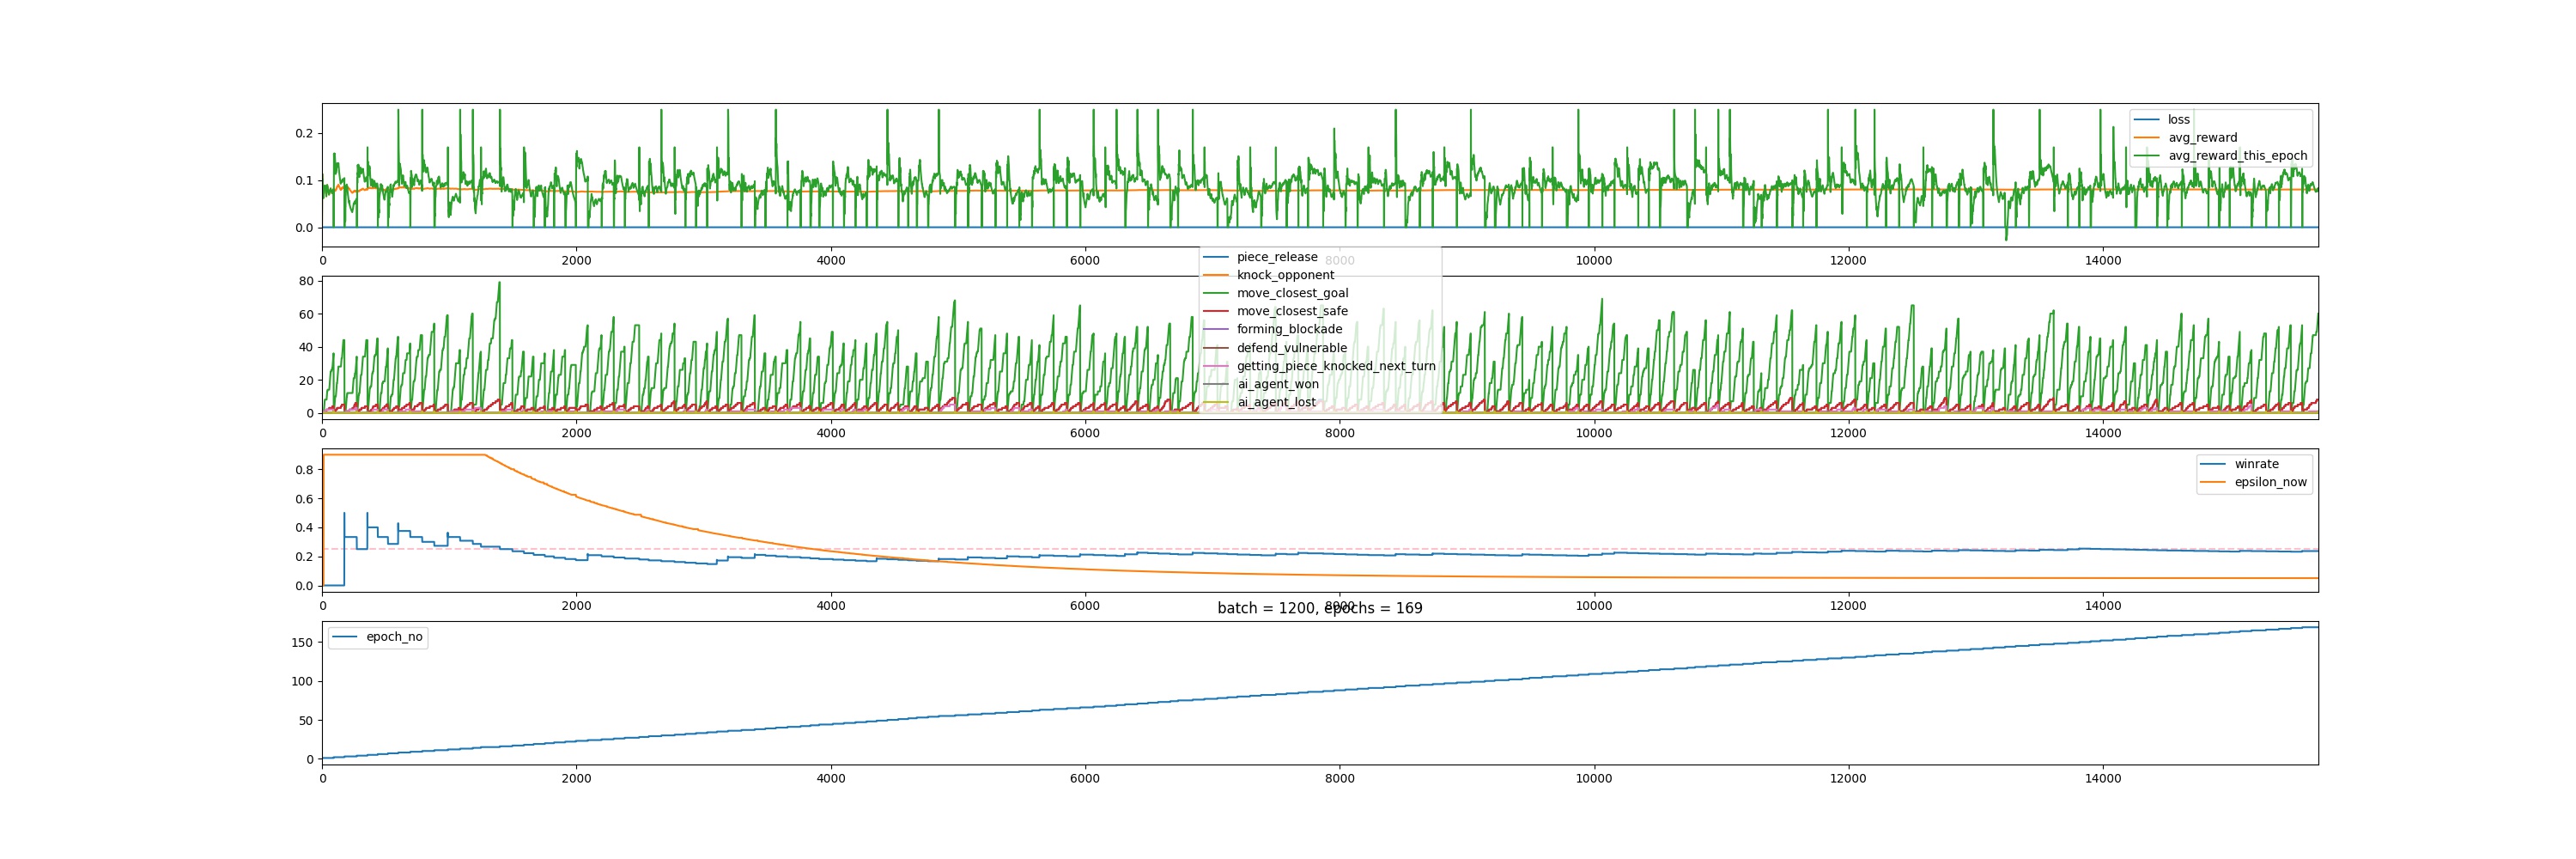 0.2
0.1
0.0
loss
avg_reward
avg_reward_this_epoch
0 2000 4000 6000 8000 10000 12000 14000
80
60
40
20
0
piece_release
knock_opponent
move_closest_goal
move_closest_safe
forming_blockade
defend_vulnerable
getting_piece_knocked_next_turn
ai_agent_won
ai_agent_lost
0 2000 4000 6000 8000 10000 12000 14000
0.8
0.6
0.4
0.2
0.0
winrate
epsilon_now
0 2000 4000 6000 8000 10000 12000 14000
batch = 1200, epochs = 169
150
100
50
0
epoch_no
0 2000 4000 6000 8000 10000 12000 14000